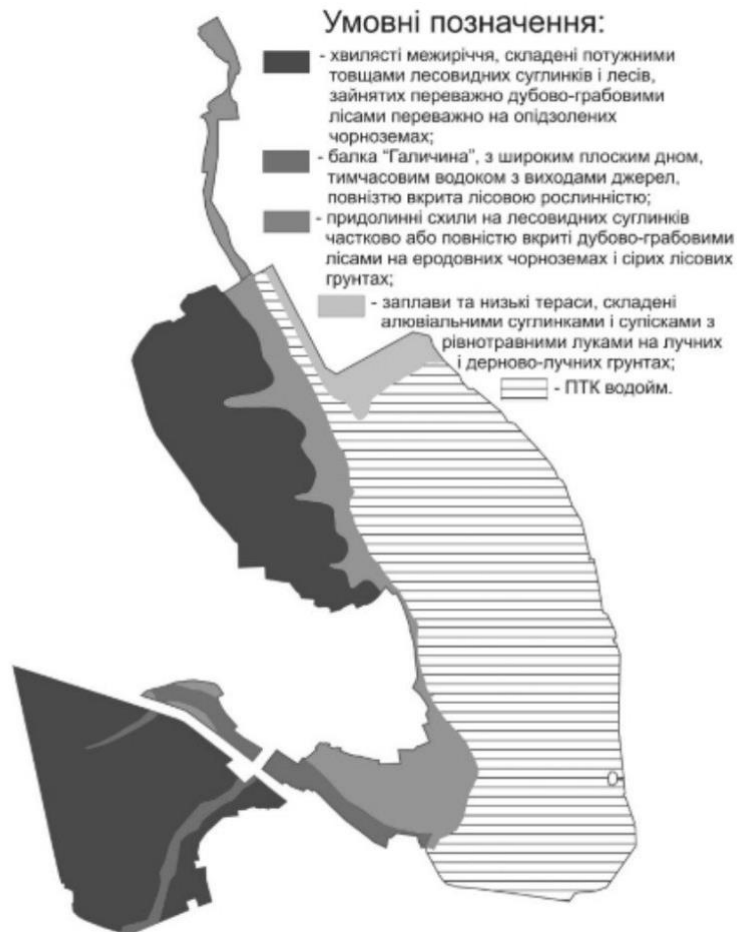 Умовні позначення:
- хвилясті межиріччя, складені потужними
товщами лесовидних суглинків і лесів,
зайнятих переважно дубово-грабовими
лісами переважно на опідзолених
чорноземах;
- балка "Галичина", з широким плоским дном,
тимчасовим водоком з виходами джерел,
повнізтю вкрита лісовою рослинністю;
- придолинні схили на лесовидних суглинків
частково або повністю вкриті дубово-грабовими
лісами на еродовних чорноземах і сірих лісових
грунтах;
- заплави та низькі тераси, складені
алювіальними суглинками і супісками з
рівнотравними луками на лучних
і дерново-лучних грунтах;
- ПТК водойм.